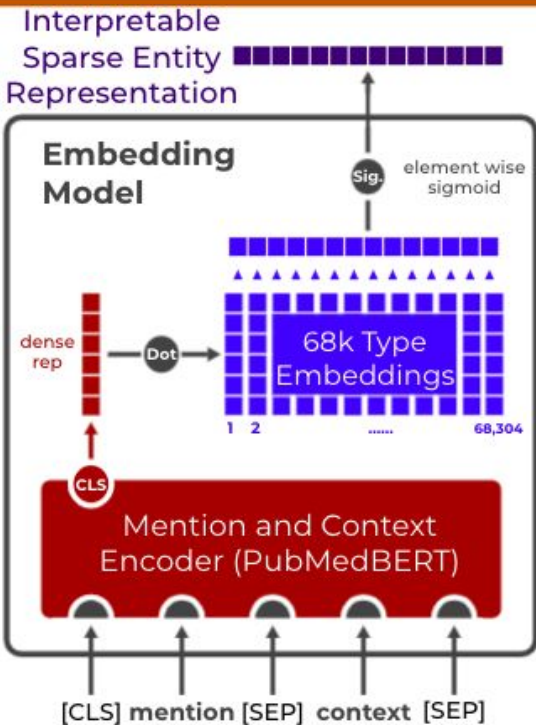 Interpretable
Sparse Entity
Representation
Embedding
Model
Sig.
element wise
sigmoid
dense
rep
Dot
68k Type
Embeddings
1 2 ...... 68,304
CLS
Mention and Context
Encoder (PubMedBERT)
[CLS] mention [SEP] context [SEP]